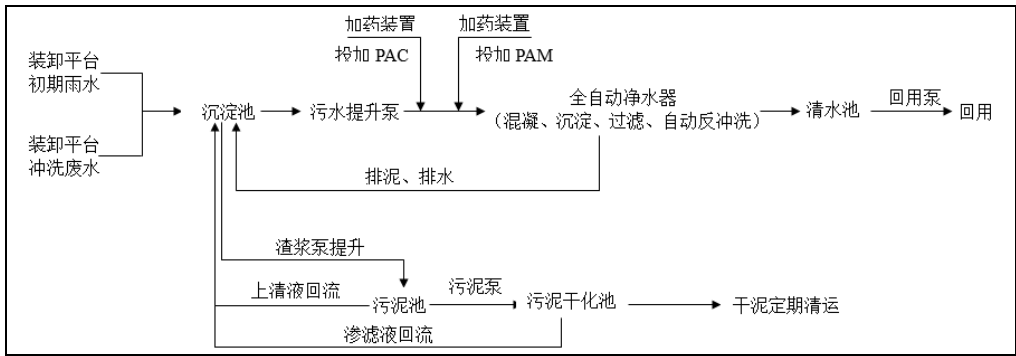 加药装置
加药装置
投加 PAC
投加 PAM
装卸平台
初期雨水
沉淀池
污水提升泵
全自动净水器
（混凝、沉淀、过滤、自动反冲洗）
清水池
回用泵
回用
装卸平台
冲洗废水
排泥、排水
渣浆泵提升
上清液回流
污泥池
污泥泵
污泥干化池
干泥定期清运
渗滤液回流